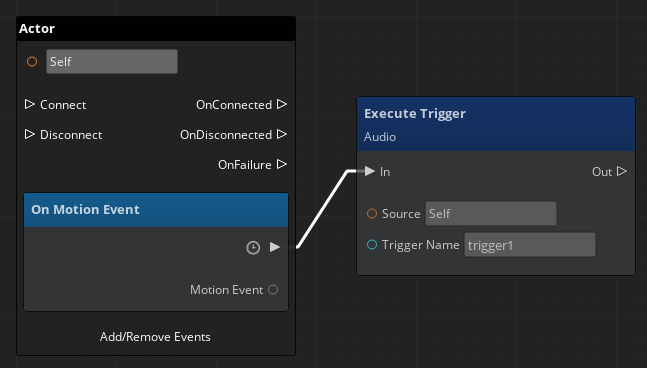 Actor
Self
Connect OnConnected
Disconnect OnDisconnected
OnFailure
On Motion Event
Motion Event
Add/Remove Events
Execute Trigger
Audio
In Out
Source Self
Trigger Name trigger1